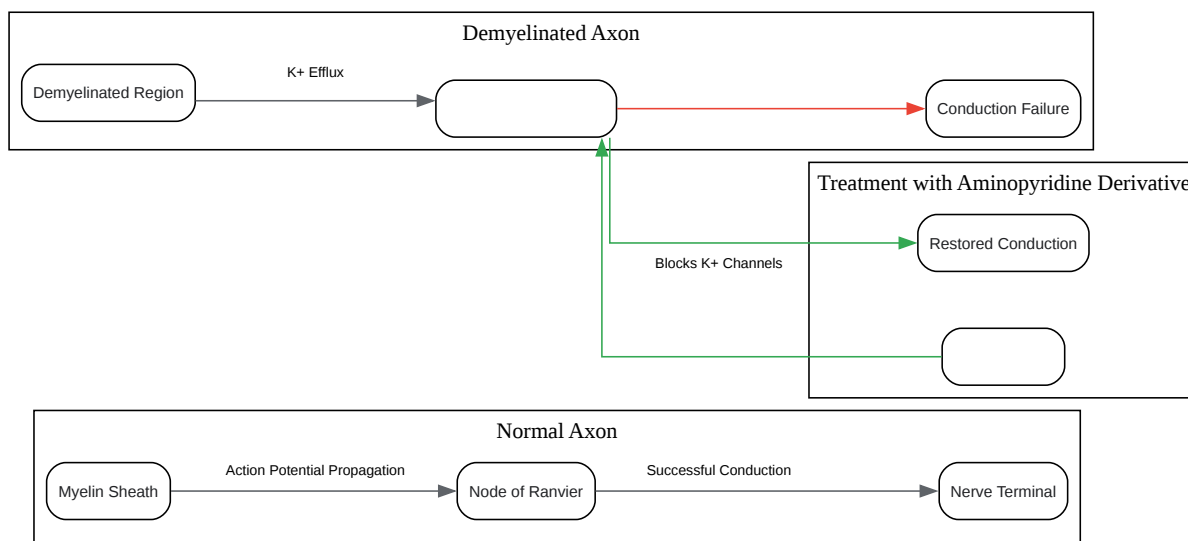 Demyelinated Axon
K+ Efflux
Demyelinated Region
Conduction Failure
Treatment with Aminopyridine Derivative
Restored Conduction
Blocks K+ Channels
Normal Axon
Action Potential Propagation
Successful Conduction
Myelin Sheath
Node of Ranvier
Nerve Terminal